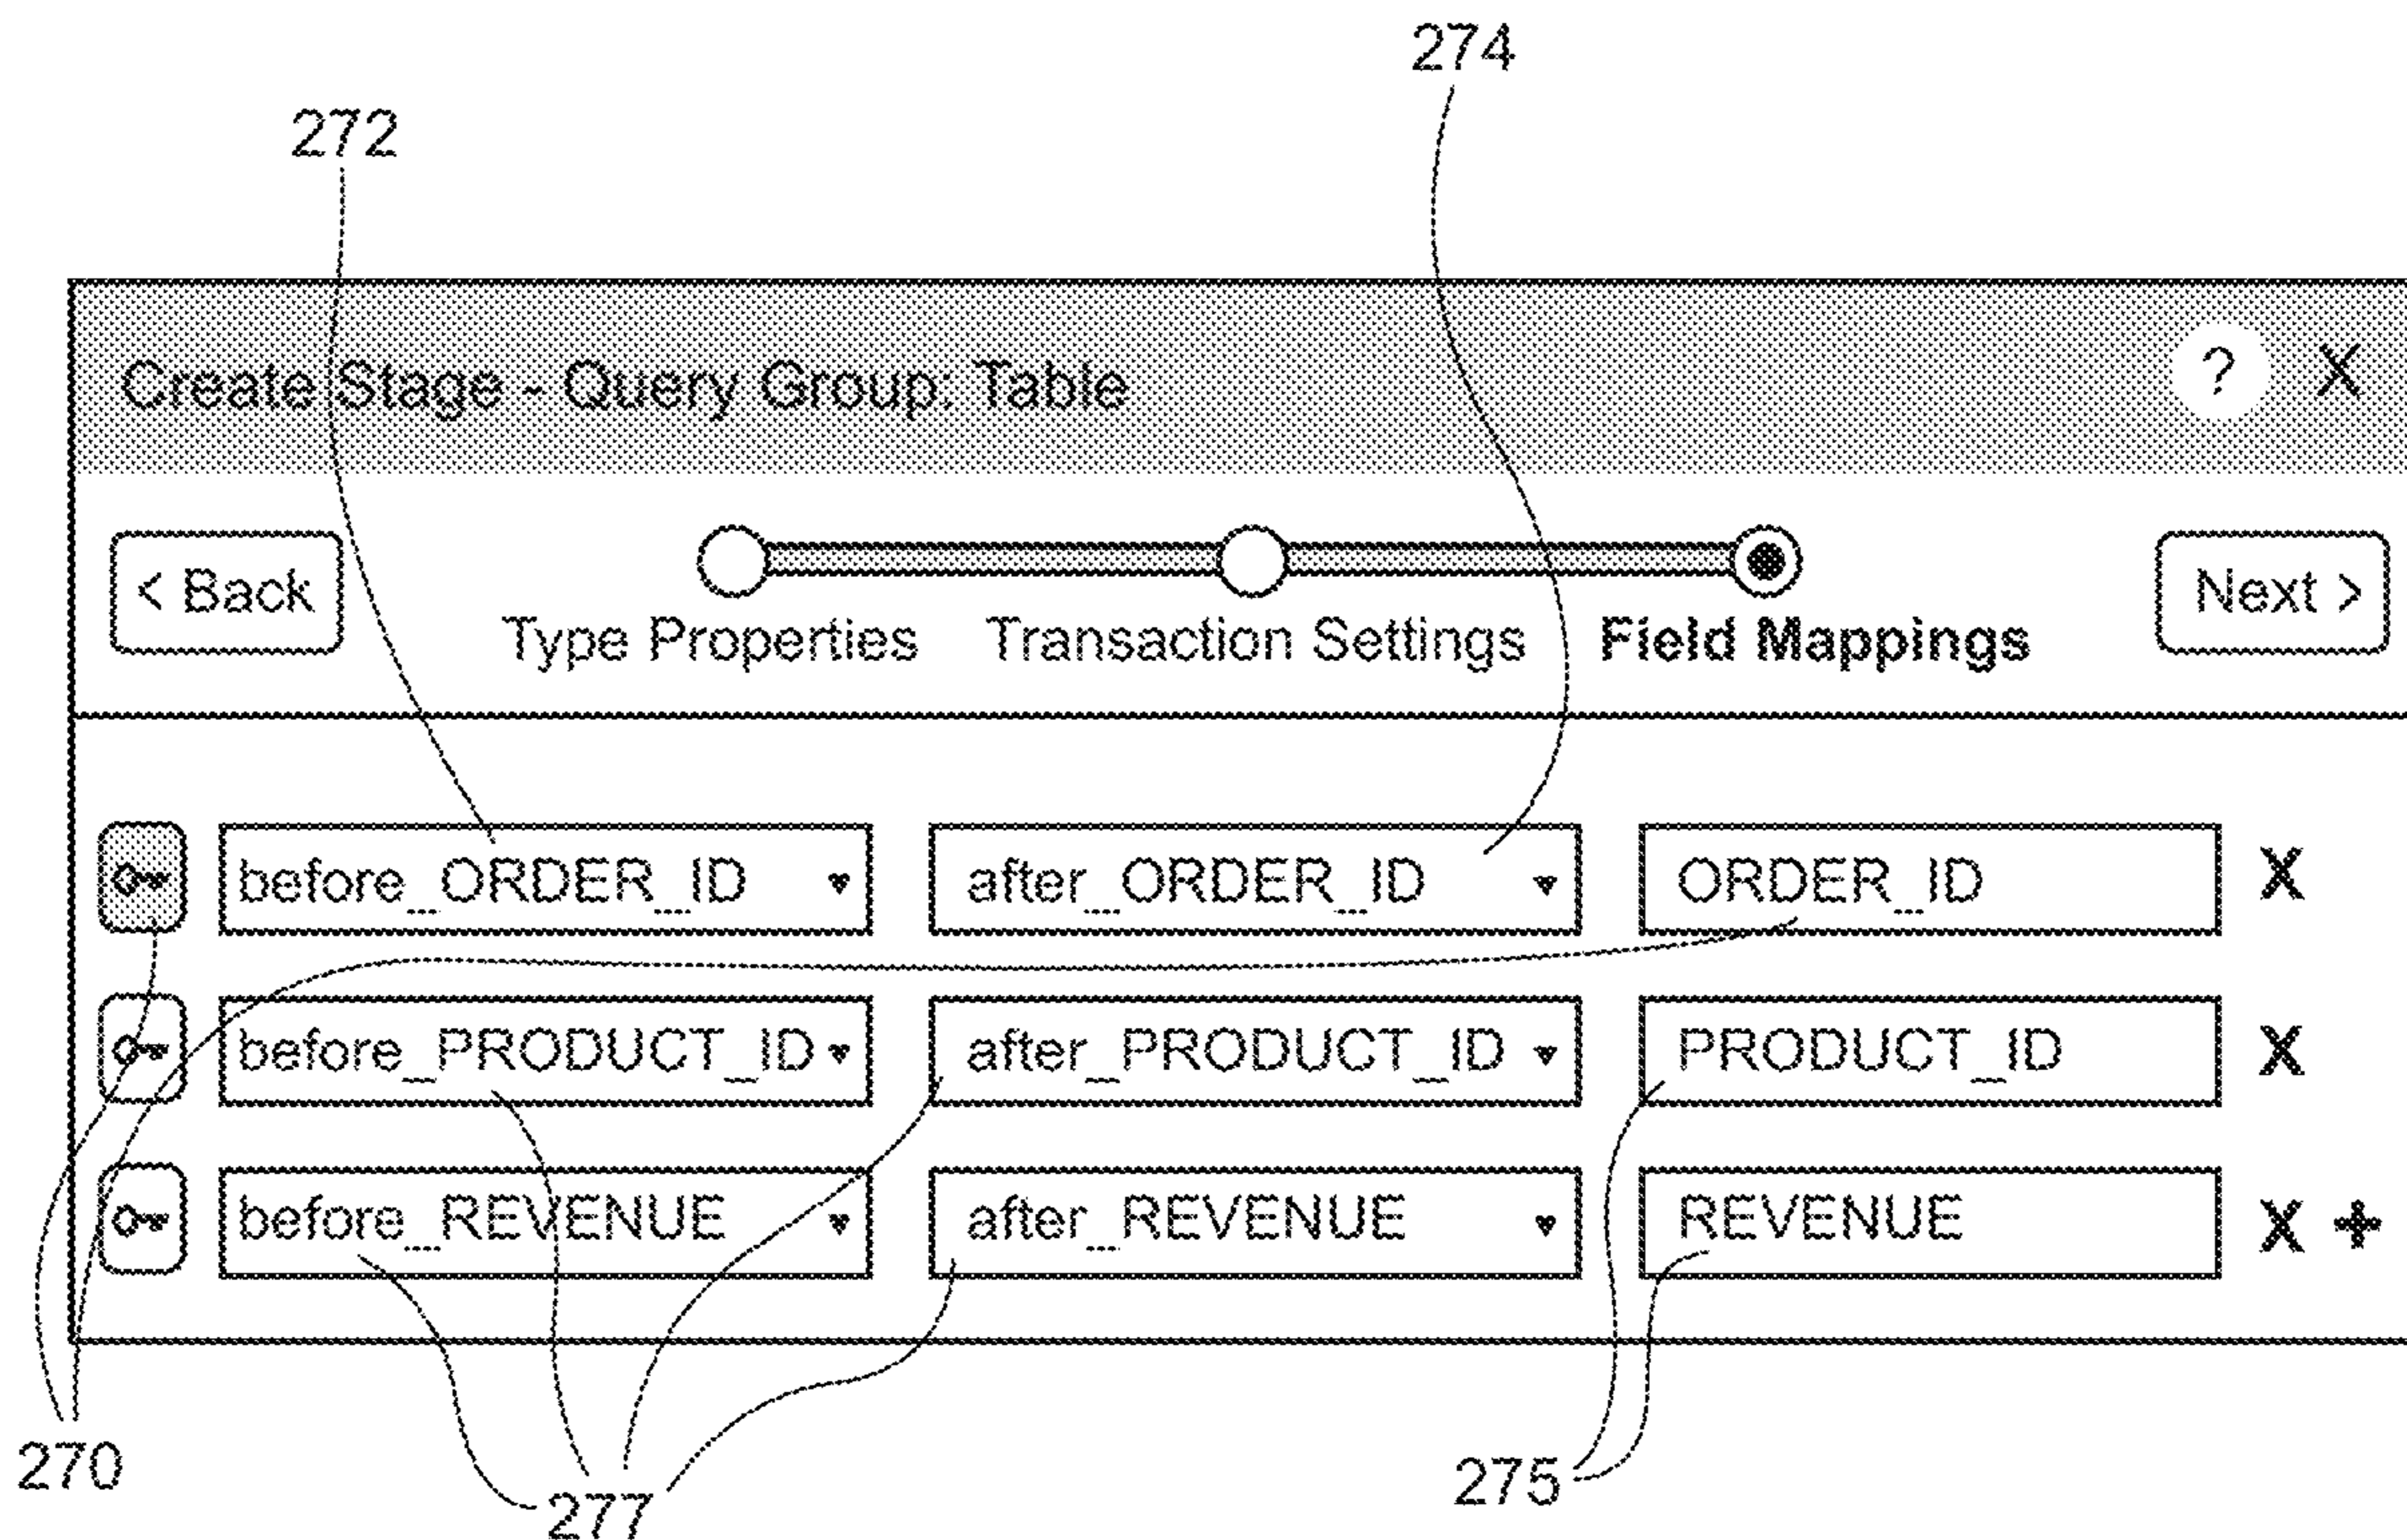 274
272
Create Stage - Query Group: Table ? X
< Back Next >
Type Properties Transaction Settings Field Mappings
before_ORDER_ID after_ORDER_ID ORDER_ID X
before_PRODUCT_ID after_PRODUCT_ID PRODUCT_ID X
before_REVENUE after_REVENUE REVENUE X +
270
277
275